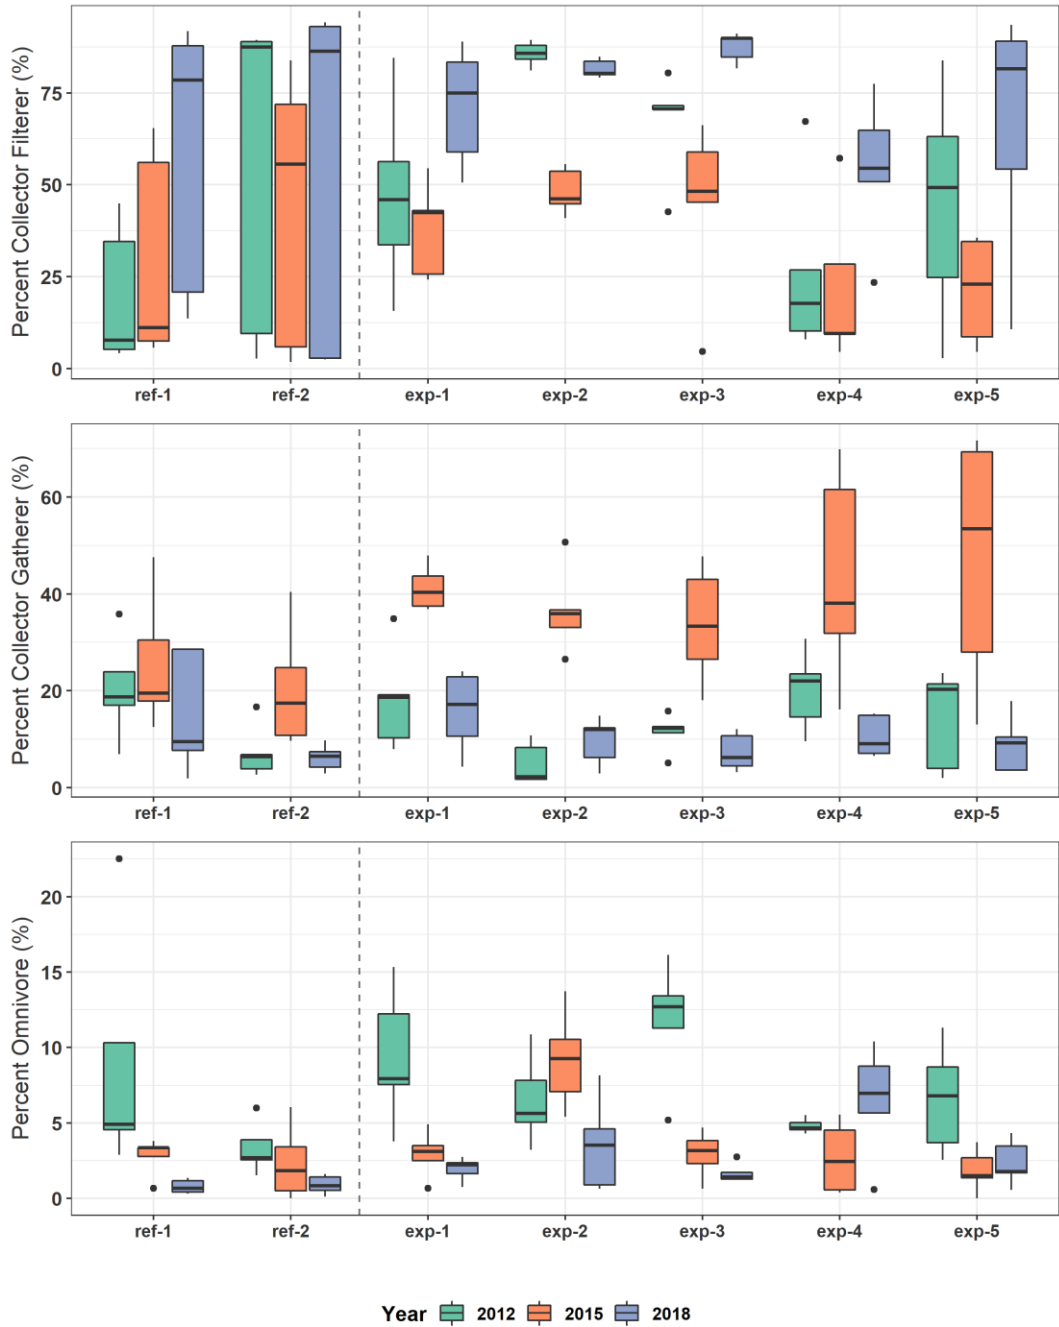 Percent Collector Filterer (%)
75
50
25
0
ref-1 ref-2 exp-1 exp-2 exp-3 exp-4 exp-5
Percent Collector Gatherer (%)
60
40
20
0
ref-1 ref-2 exp-1 exp-2 exp-3 exp-4 exp-5
Percent Omnivore (%)
20
15
10
5
0
ref-1 ref-2 exp-1 exp-2 exp-3 exp-4 exp-5
Year 2012 2015 2018